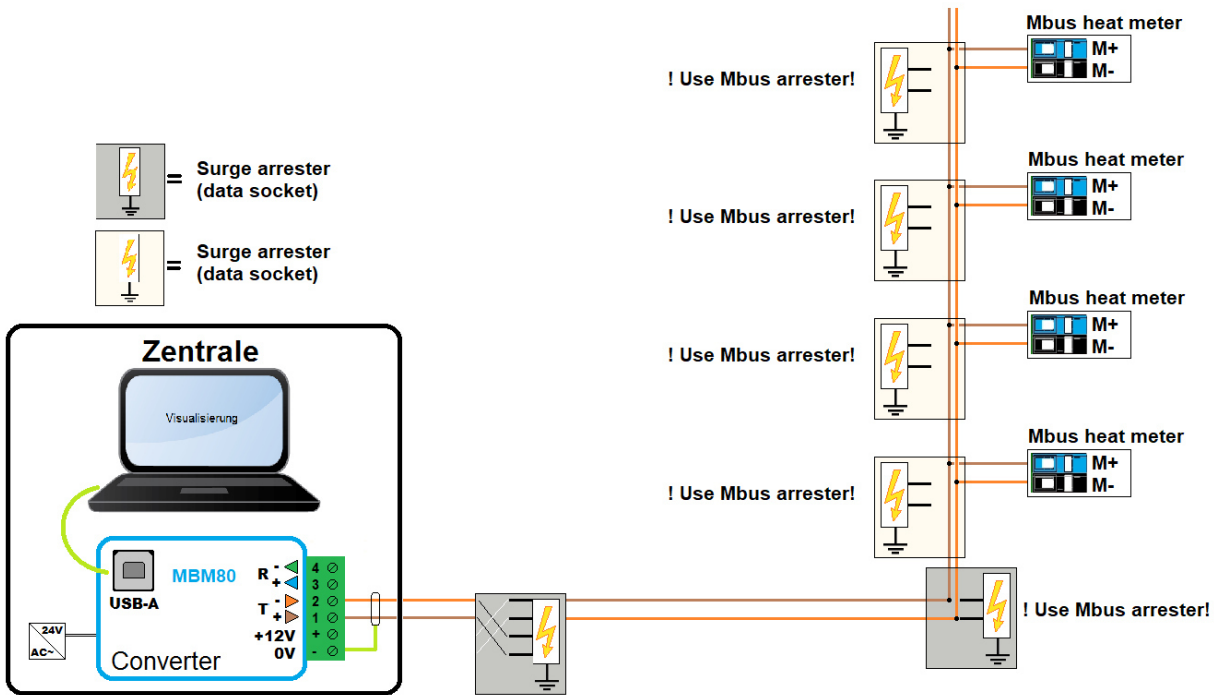 Mbus heat meter
M+
M-
! Use Mbus arrester!
Mbus heat meter
M+
M-
! Use Mbus arrester!
= Surge arrester
(data socket)
= Surge arrester
(data socket)
Mbus heat meter
M+
M-
! Use Mbus arrester!
Mbus heat meter
M+
M-
! Use Mbus arrester!
Zentrale
Visualisierung
MBM80
USB-A
R - 4
+ 3
T - 2
+ 1
+12V +
0V -
24V
AC~
Converter
! Use Mbus arrester!